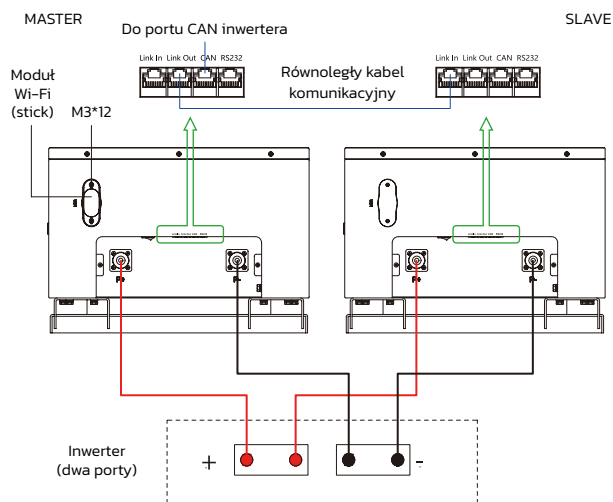 MASTER
SLAVE
Do portu CAN inwertera
Link In Link Out CAN RS232
Link In Link Out CAN RS232
Moduł
Wi-Fi
(stick)
M3*12
Równoległy kabel
komunikacyjny
Inwerter
(dwa porty)
+
-